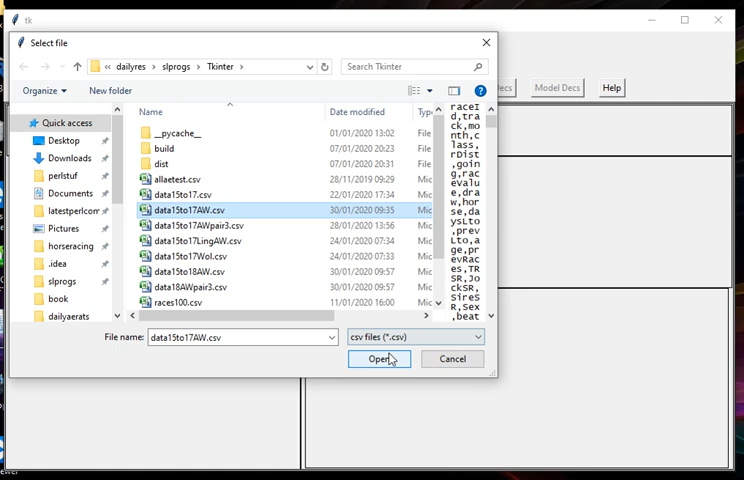 tk
Select file
« dailyres > slprogs > Tkinter >
Search Tkinter
Organize
New folder
ecs
Model Decs
Help
Name
Date modified
Type
Quick access
Desktop
Downloads
perlstuf
Documents
latestperlcom
Pictures
horseracing
.idea
slprogs
book
dailyaerats
__pycache__ 01/01/2020 13:02 File
build 07/01/2020 20:23 File
dist 07/01/2020 20:31 File
allaetest.csv 28/11/2019 09:29 Mic
data15to17.csv 22/01/2020 17:34 Mic
data15to17AW.csv 30/01/2020 09:35 Mic
data15to17AWpair3.csv 28/01/2020 13:56 Mic
data15to17LingAW.csv 24/01/2020 07:34 Mic
data15to17Wol.csv 24/01/2020 07:33 Mic
data15to18AW.csv 30/01/2020 09:57 Mic
data18AWpair3.csv 30/01/2020 09:57 Mic
races100.csv 11/01/2020 16:00 Mic
raceI
d,tra
ck,mo
nth,c
lass,
rDist
,goin
g,rac
eValu
e,dra
w,hor
se,da
ysLto
,prev
Lto,a
ge,pr
evRac
es,TR
SR,Jo
ckSR,
SireS
R,Sex
,beat
File name:
data15to17AW.csv
csv files (*.csv)
Open
Cancel
ewer